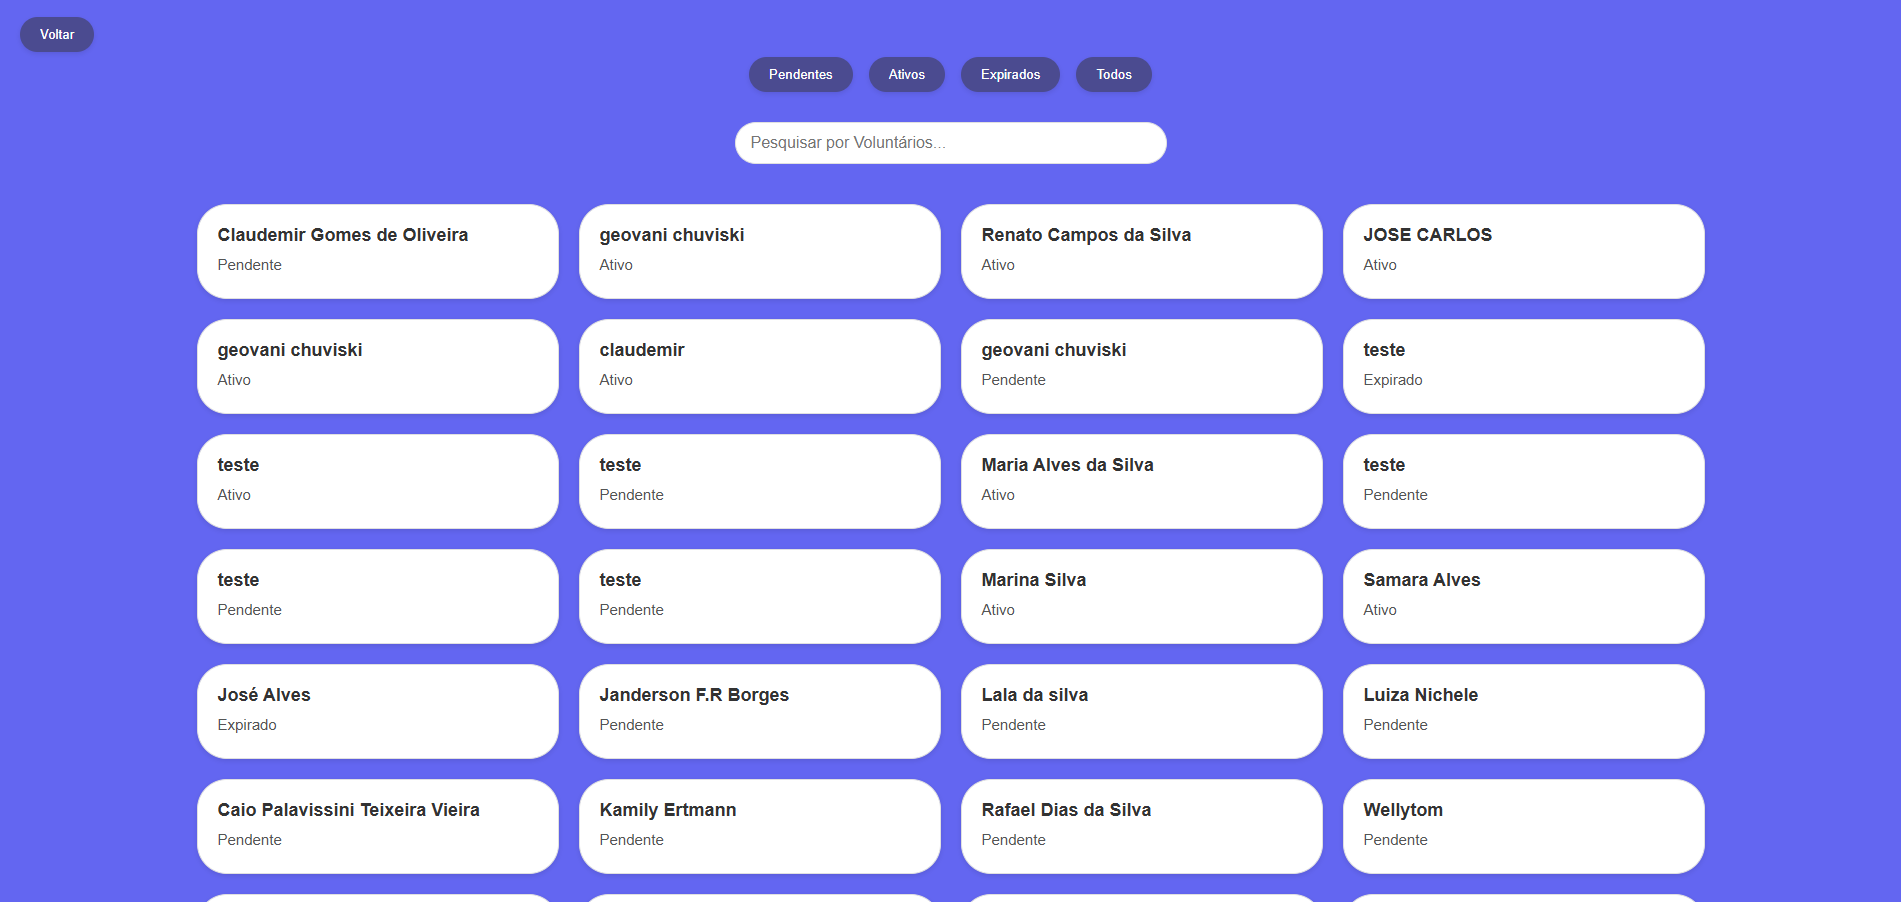 Voltar
Pendentes Ativos Expirados Todos
Pesquisar por Voluntários...
Claudemir Gomes de Oliveira
Pendente
geovani chuviski
Ativo
Renato Campos da Silva
Ativo
JOSE CARLOS
Ativo
geovani chuviski
Ativo
claudemir
Ativo
geovani chuviski
Pendente
teste
Expirado
teste
Ativo
teste
Pendente
Maria Alves da Silva
Ativo
teste
Pendente
teste
Pendente
teste
Pendente
Marina Silva
Ativo
Samara Alves
Ativo
José Alves
Expirado
Janderson F.R Borges
Pendente
Lala da silva
Pendente
Luiza Nichele
Pendente
Caio Palavissini Teixeira Vieira
Pendente
Kamily Ertmann
Pendente
Rafael Dias da Silva
Pendente
Wellytom
Pendente